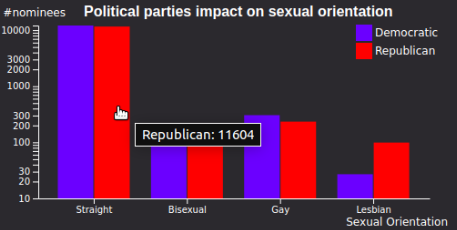 #nominees
Political parties impact on sexual orientation
Democratic
Republican
10000
3000
2000
1000
300
200
100
30
20
10
Republican: 11604
Straight
Bisexual
Gay
Lesbian
Sexual Orientation